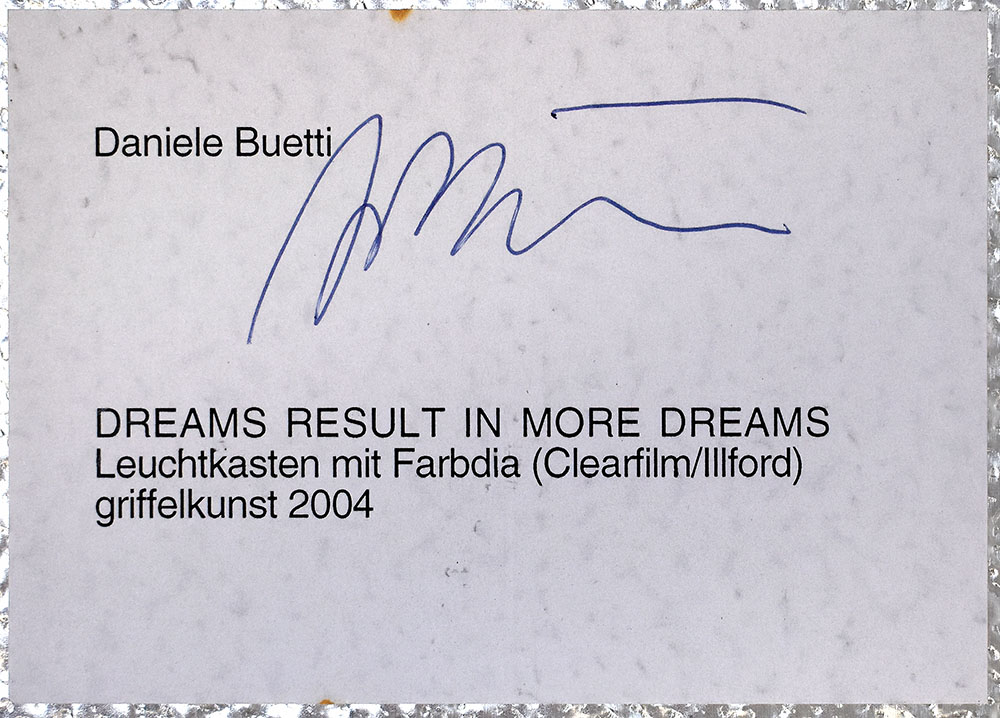 Daniele Buetti
DREAMS RESULT IN MORE DREAMS
Leuchtkasten mit Farbdia (Clearfilm/Illford)
griffelkunst 2004